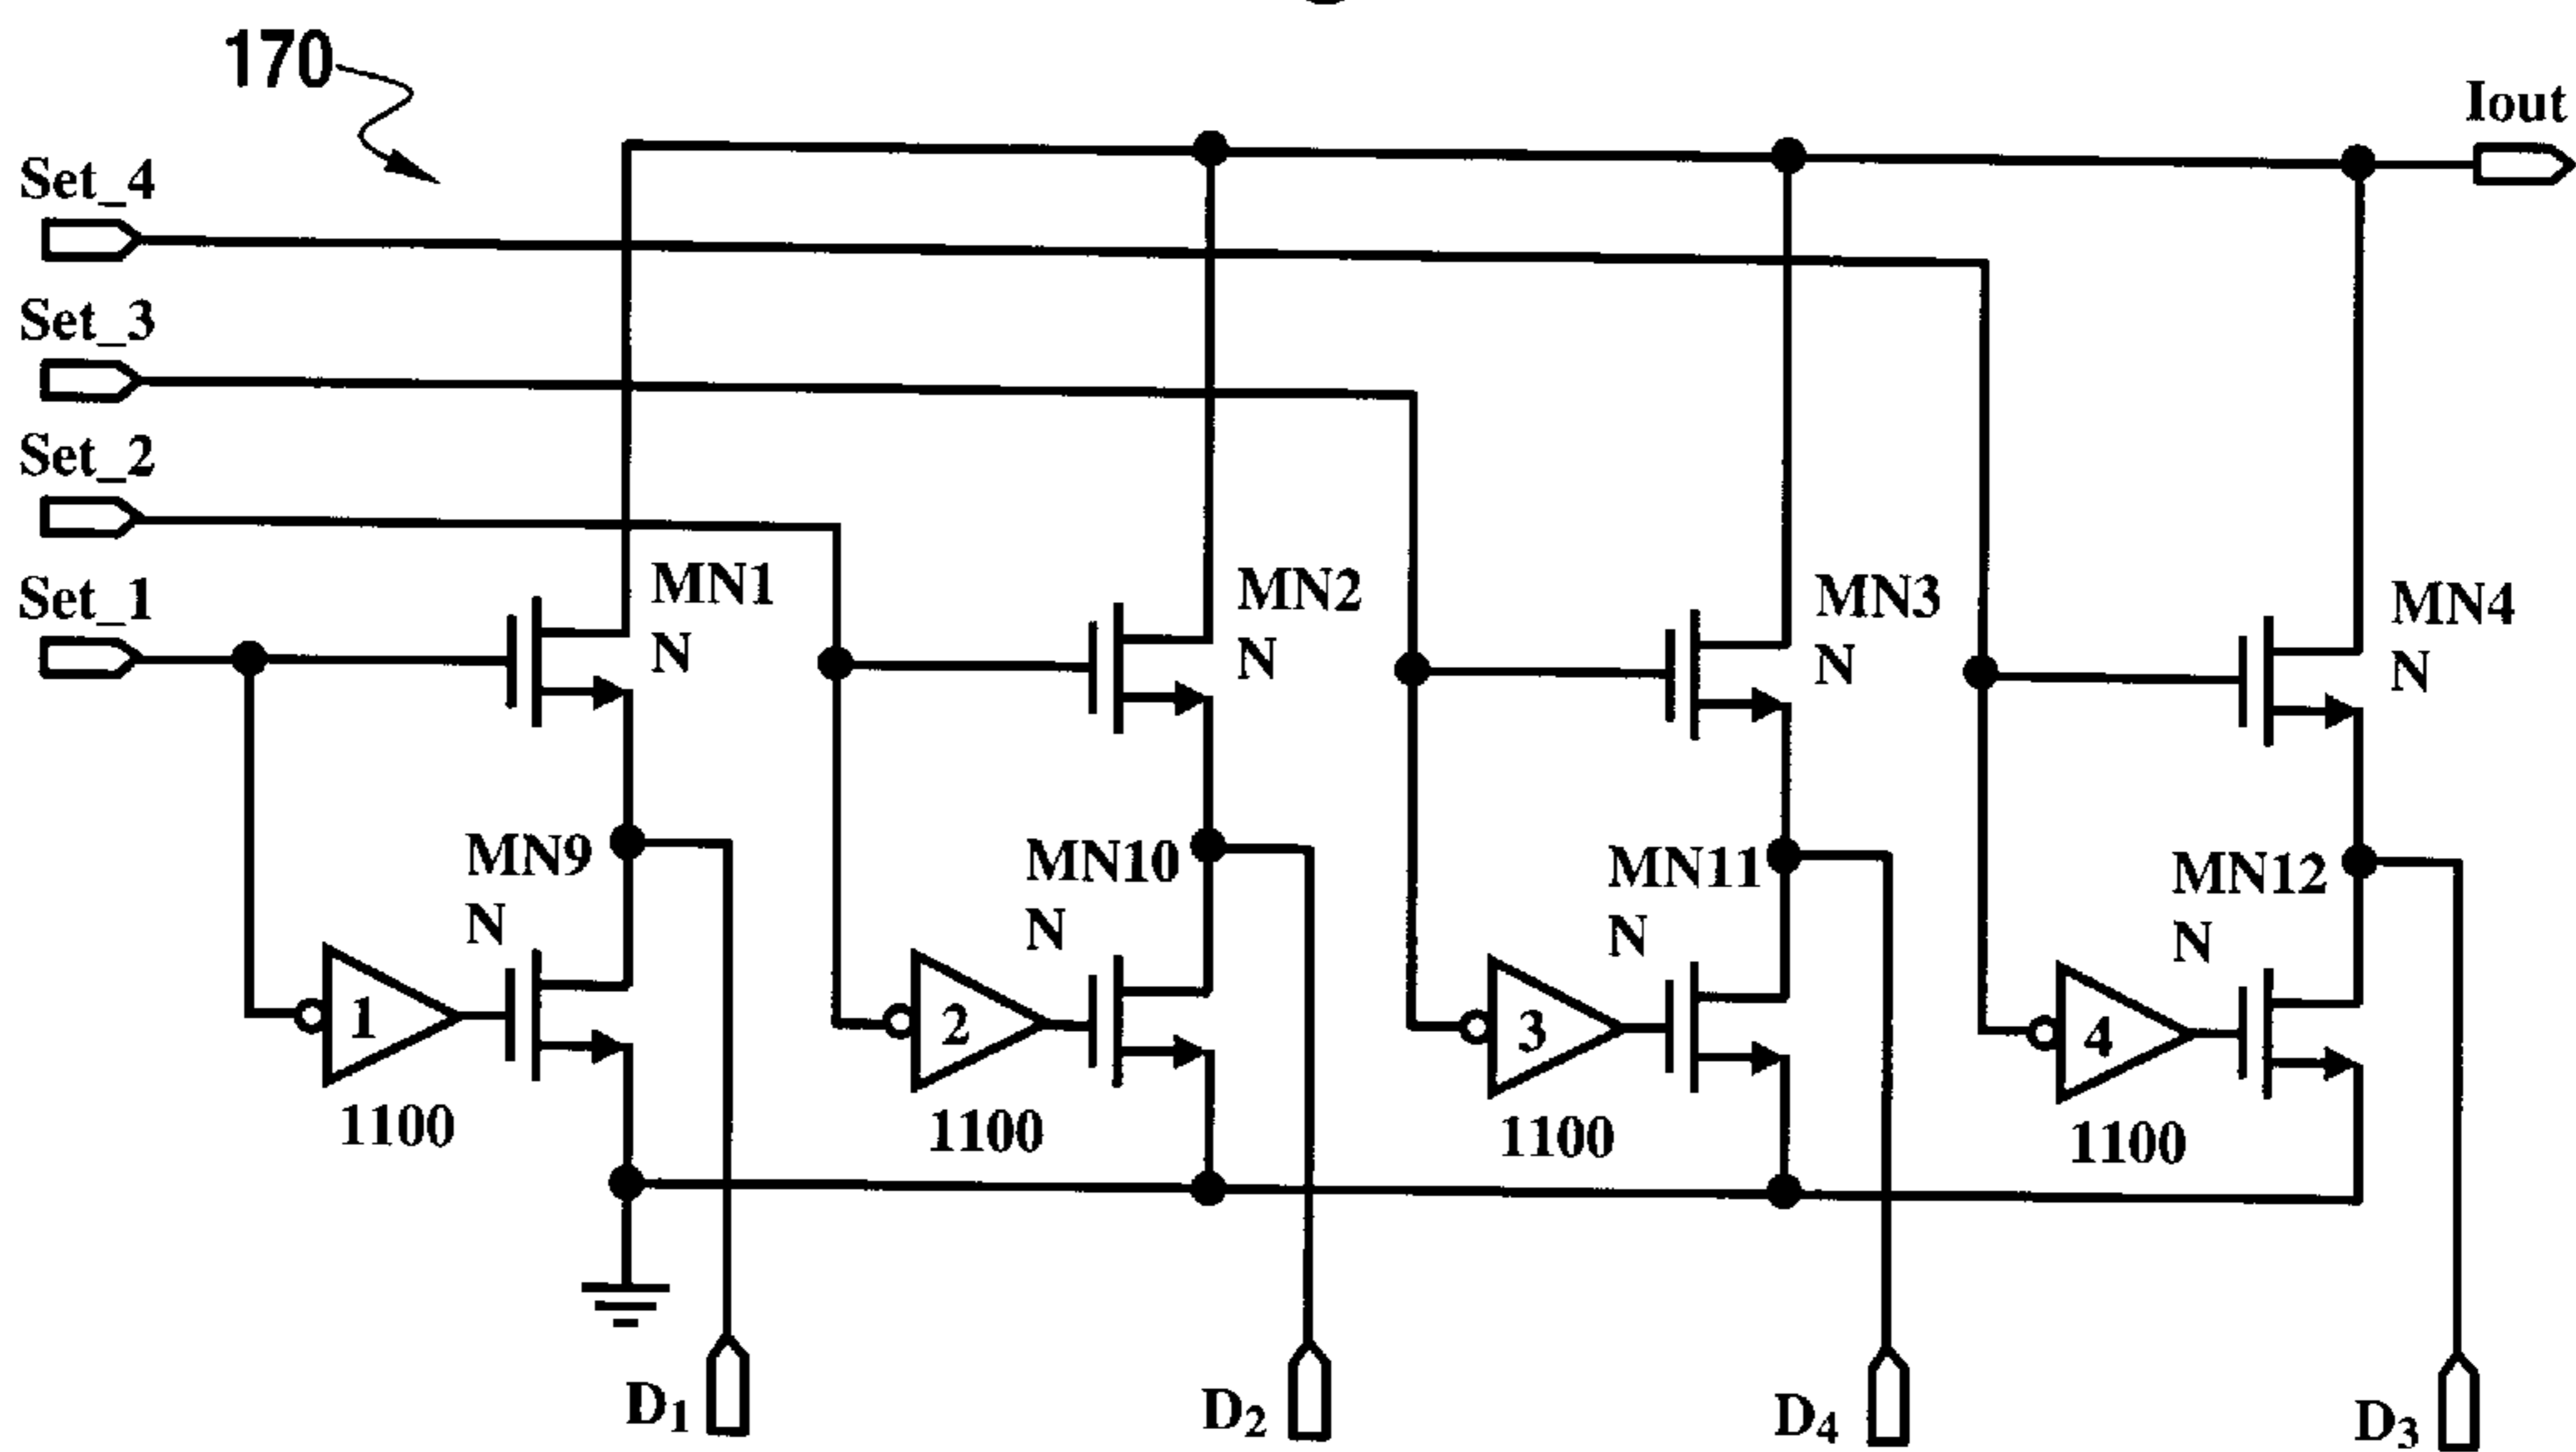 170
Iout
Set_4
Set_3
Set_2
Set_1
MN1
N
MN2
N
MN3
N
MN4
N
MN9
N
MN10
N
MN11
N
MN12
N
1
2
3
4
1100
1100
1100
1100
D1
D2
D4
D3